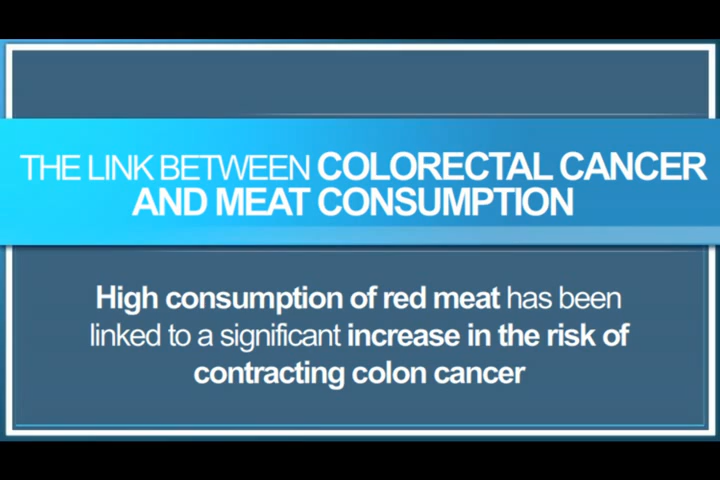 THE LINK BETWEEN COLORECTAL CANCER
AND MEAT CONSUMPTION
High consumption of red meat has been
linked to a significant increase in the risk of
contracting colon cancer